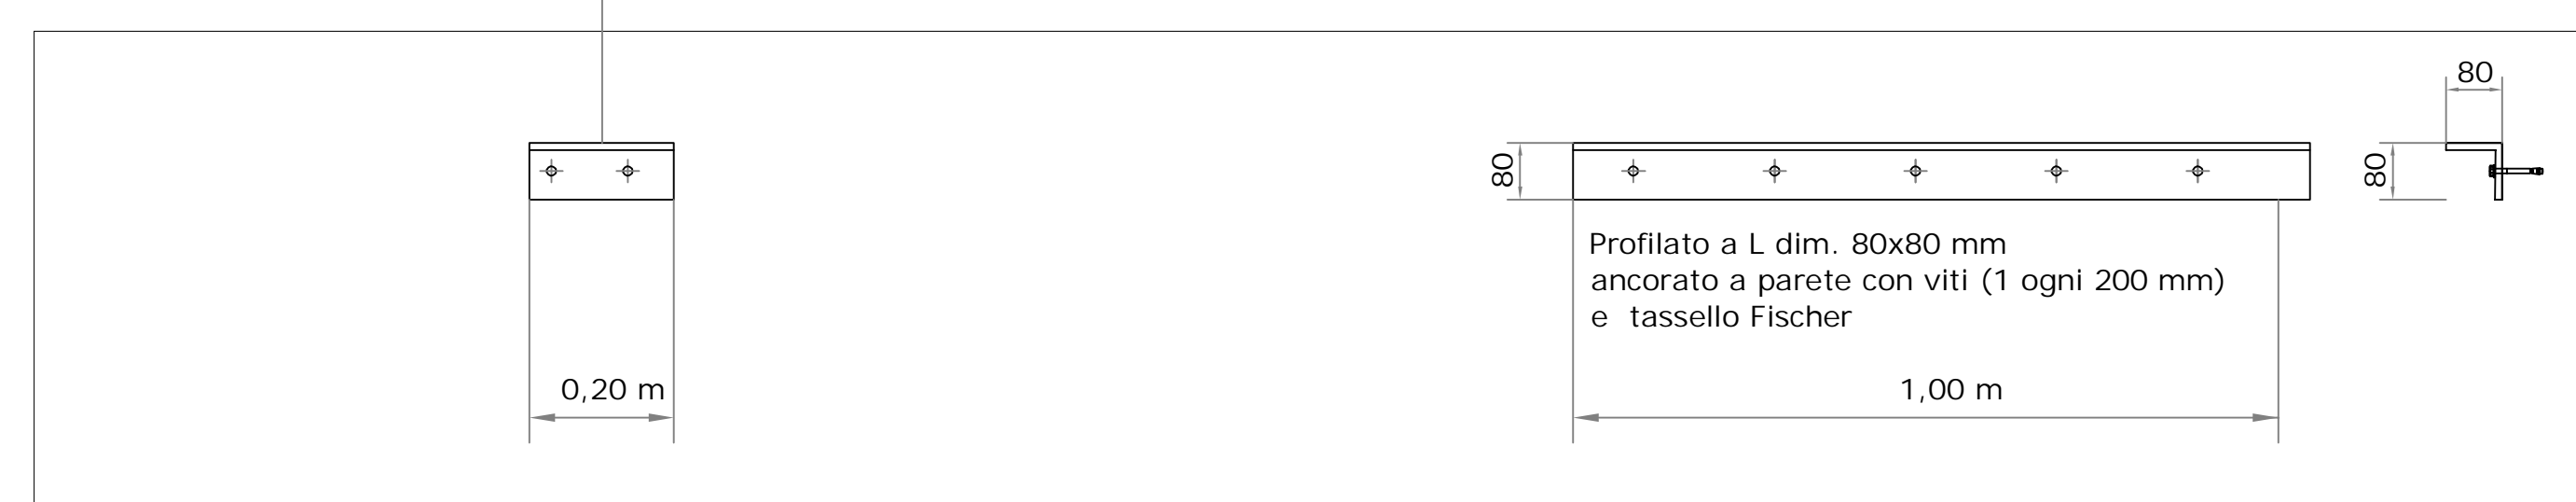 80
80
80
Profilato a L dim. 80x80 mm
ancorato a parete con viti (1 ogni 200 mm)
e tassello Fischer
0,20 m
1,00 m